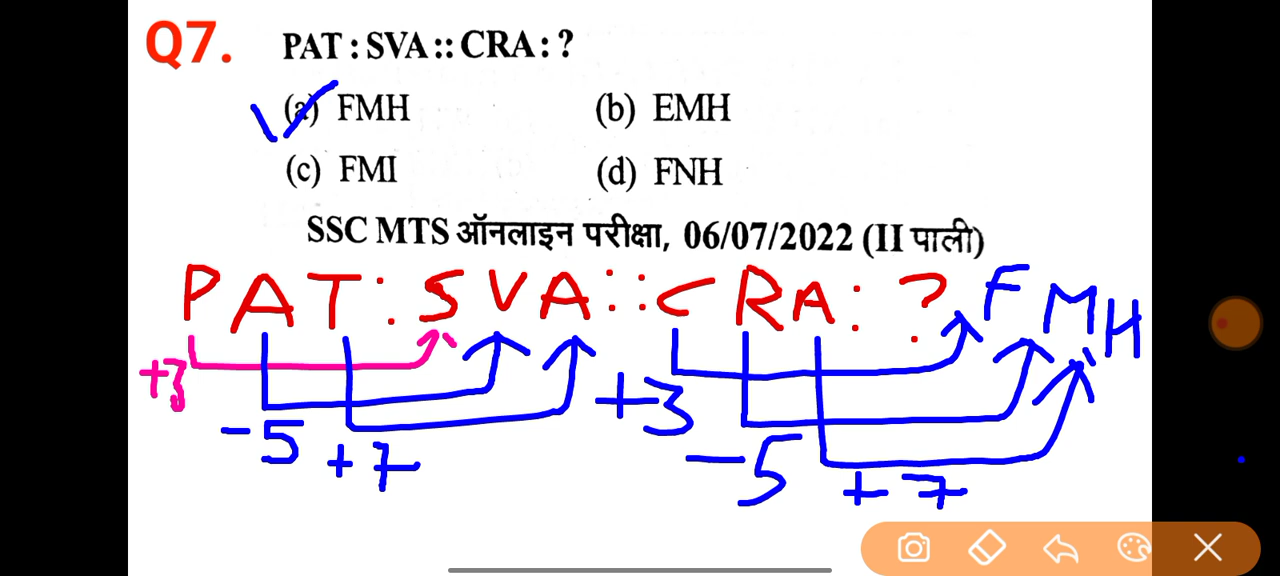 Q7. PAT : SVA :: CRA : ?
(a) FMH (b) EMH
(c) FMI (d) FNH
SSC MTS ऑनलाइन परीक्षा, 06/07/2022 (II पाली)
PAT : SVA :: CRA : ? FMH
+3 -5 +7 +3 -5 +7